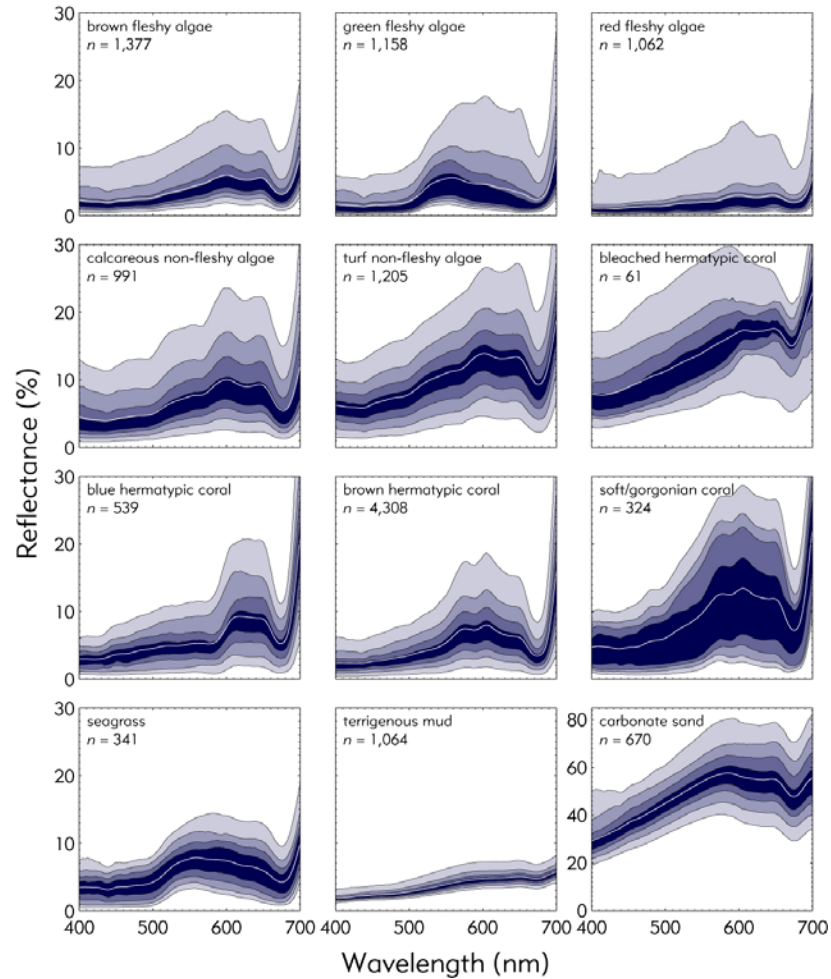 30
20
10
0
brown fleshy algae
n = 1,377
green fleshy algae
n = 1,158
red fleshy algae
n = 1,062
30
20
10
0
calcareous non-fleshy algae
n = 991
turf non-fleshy algae
n = 1,205
bleached hermatypic coral
n = 61
Reflectance (%)
30
20
10
0
blue hermatypic coral
n = 539
brown hermatypic coral
n = 4,308
soft/gorgonian coral
n = 324
30
20
10
0
seagrass
n = 341
terrigenous mud
n = 1,064
80
60
40
20
0
carbonate sand
n = 670
400 500 600 700
400 500 600 700
400 500 600 700
Wavelength (nm)